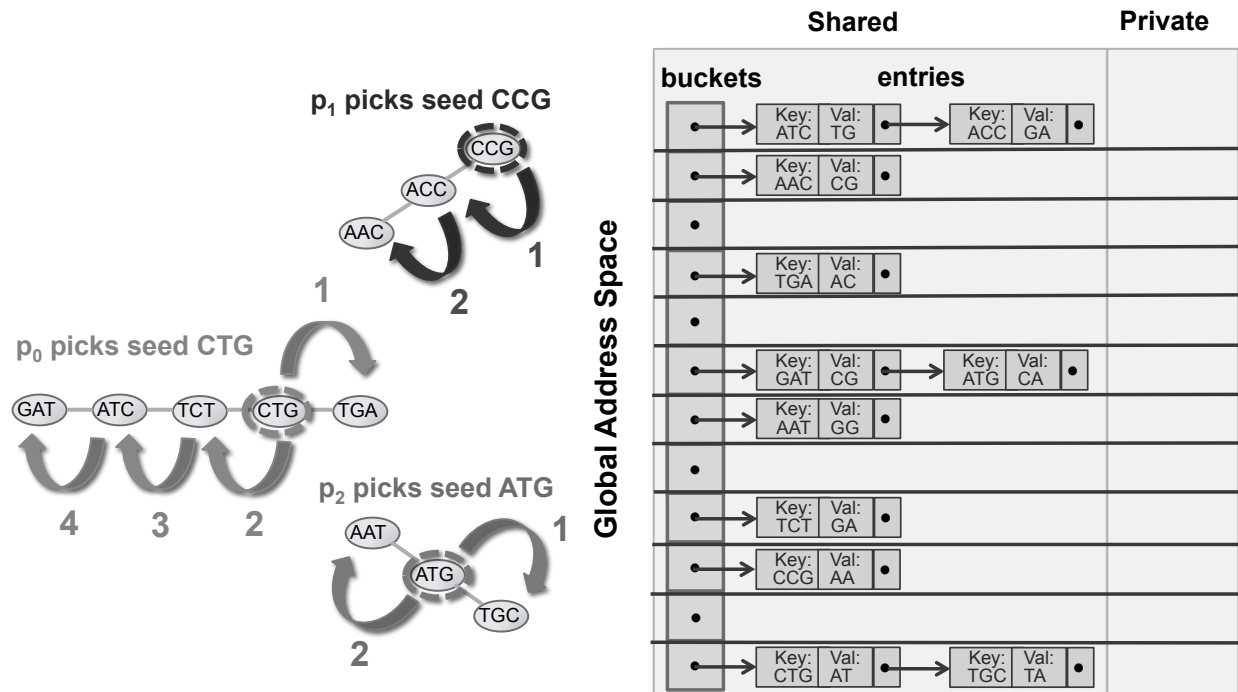 Shared
Private
buckets
entries
p₁ picks seed CCG
CCG
ACC
AAC
1
2
1
p₀ picks seed CTG
GAT
ATC
TCT
CTG
TGA
4
3
2
p₂ picks seed ATG
1
AAT
ATG
TGC
2
Global Address Space
Key: Val: Key: Val:
ATC TG ACC GA
Key: Val:
AAC CG
Key: Val:
TGA AC
Key: Val: Key: Val:
GAT CG ATG CA
Key: Val:
AAT GG
Key: Val:
TCT GA
Key: Val:
CCG AA
Key: Val: Key: Val:
CTG AT TGC TA